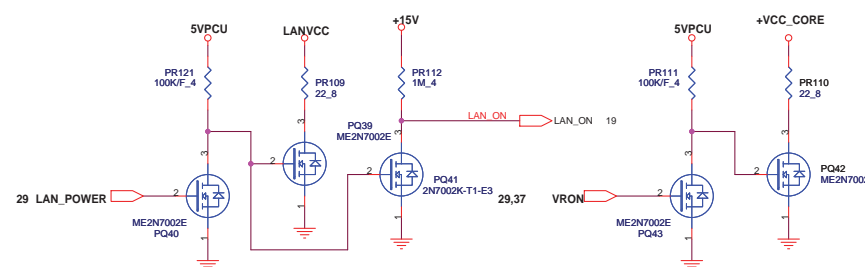 5VPCU
LANVCC
+15V
5VPCU
+VCC_CORE
PR121
100K/F_4
PR109
22_8
PR112
1M_4
PR111
100K/F_4
PR110
22_8
LAN_ON
LAN_ON 19
3
3
3
3
3
PQ39
ME2N7002E
2
2
2
2
2
PQ41
2N7002K-T1-E3
PQ42
ME2N7002
29 LAN_POWER
29,37 VRON
ME2N7002E
PQ40
ME2N7002E
PQ43
1
1
1
1
1